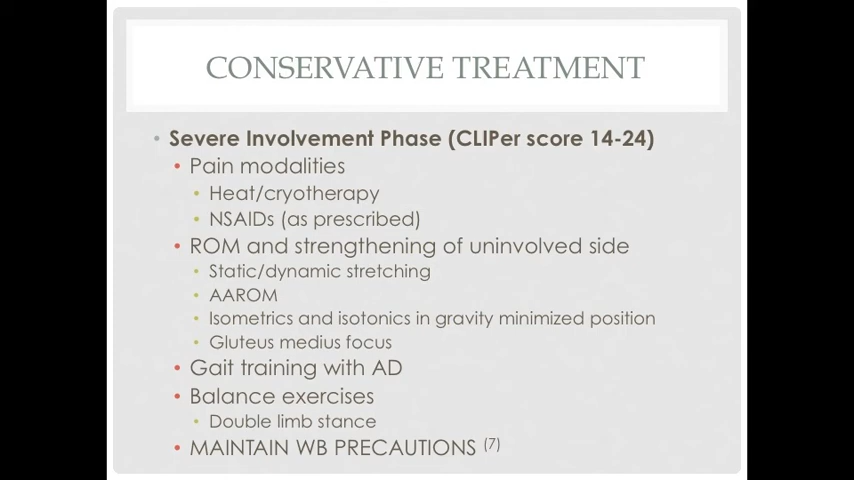 CONSERVATIVE TREATMENT
• Severe Involvement Phase (CLIPer score 14-24)
• Pain modalities
• Heat/cryotherapy
• NSAIDs (as prescribed)
• ROM and strengthening of uninvolved side
• Static/dynamic stretching
• AAROM
• Isometrics and isotonics in gravity minimized position
• Gluteus medius focus
• Gait training with AD
• Balance exercises
• Double limb stance
• MAINTAIN WB PRECAUTIONS (7)